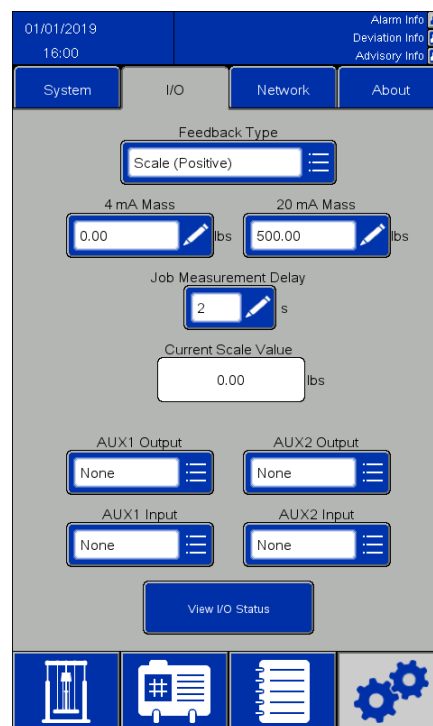 01/01/2019
16:00
Alarm Info
Deviation Info
Advisory Info
System
I/O
Network
About
Feedback Type
Scale (Positive)
4 mA Mass
20 mA Mass
0.00 lbs
500.00 lbs
Job Measurement Delay
2 s
Current Scale Value
0.00 lbs
AUX1 Output
AUX2 Output
None
None
AUX1 Input
AUX2 Input
None
None
View I/O Status
#